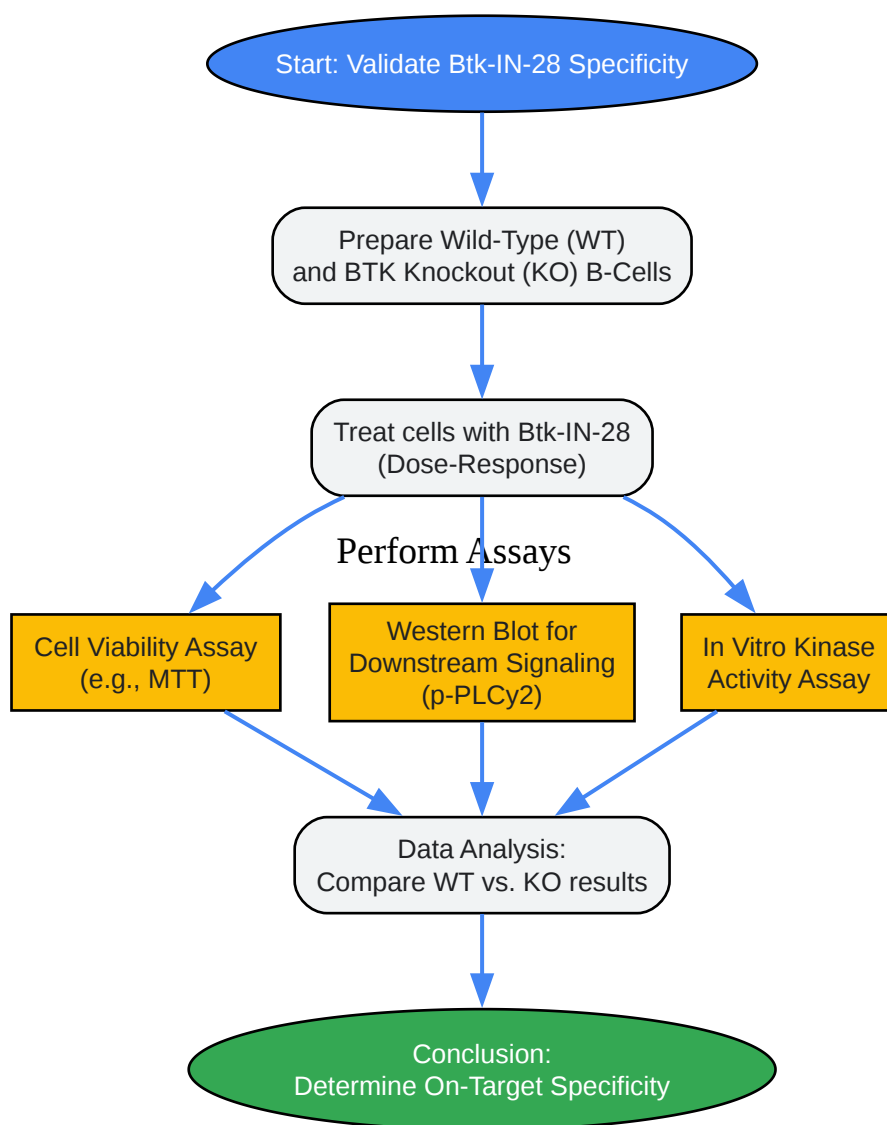 Start: Validate Btk-IN-28 Specificity
Prepare Wild-Type (WT)
and BTK Knockout (KO) B-Cells
Treat cells with Btk-IN-28
(Dose-Response)
Perform Assays
Cell Viability Assay
(e.g., MTT)
Western Blot for
Downstream Signaling
(p-PLCy2)
In Vitro Kinase
Activity Assay
Data Analysis:
Compare WT vs. KO results
Conclusion:
Determine On-Target Specificity